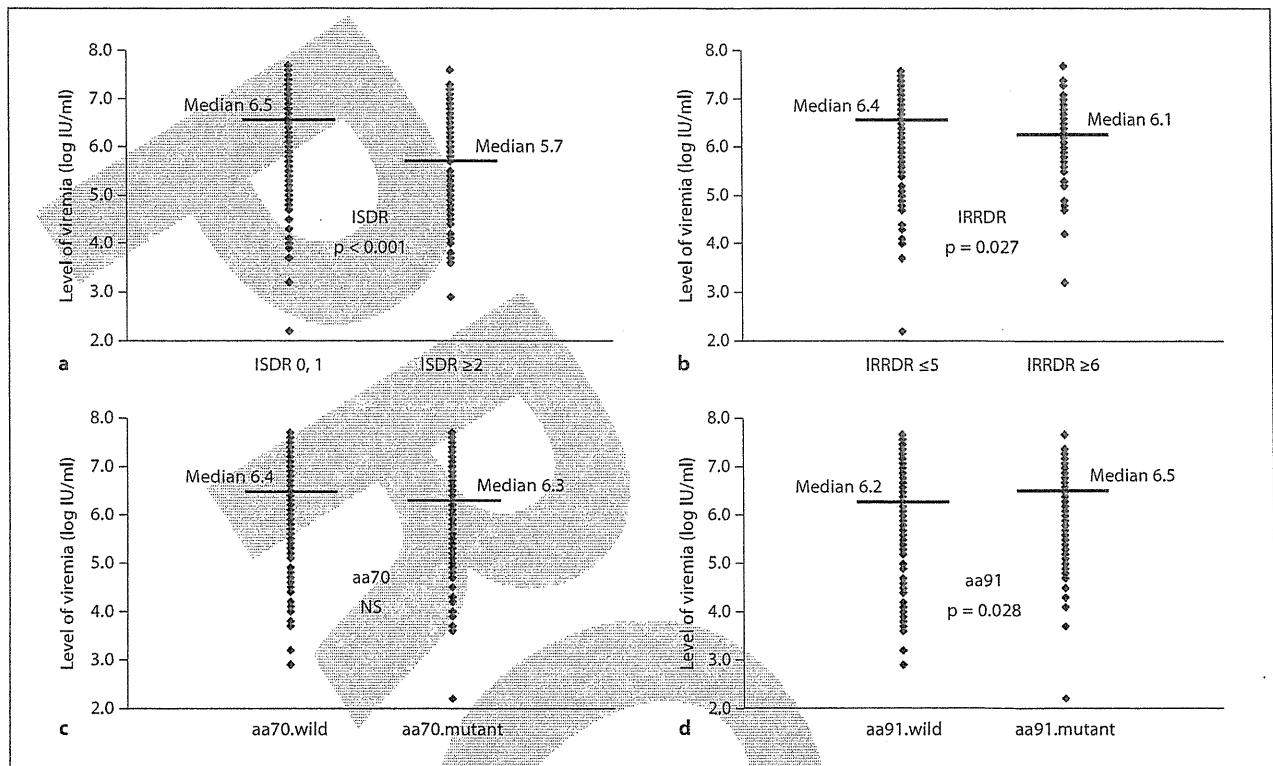 8.0
7.0
6.0
5.0
4.0
3.0
2.0
Level of viremia (log IU/ml)
Median 6.5
Median 5.7
ISDR
p < 0.001
a
ISDR 0, 1
ISDR ≥2
8.0
7.0
6.0
5.0
4.0
3.0
2.0
Level of viremia (log IU/ml)
Median 6.4
Median 6.1
IRRDR
p = 0.027
b
IRRDR ≤5
IRRDR ≥6
8.0
7.0
6.0
5.0
4.0
3.0
2.0
Level of viremia (log IU/ml)
Median 6.4
Median 6.3
aa70
NS
c
aa70.wild
aa70.mutant
8.0
7.0
6.0
5.0
4.0
3.0
2.0
Level of viremia (log IU/ml)
Median 6.2
Median 6.5
aa91
p = 0.028
d
aa91.wild
aa91.mutant